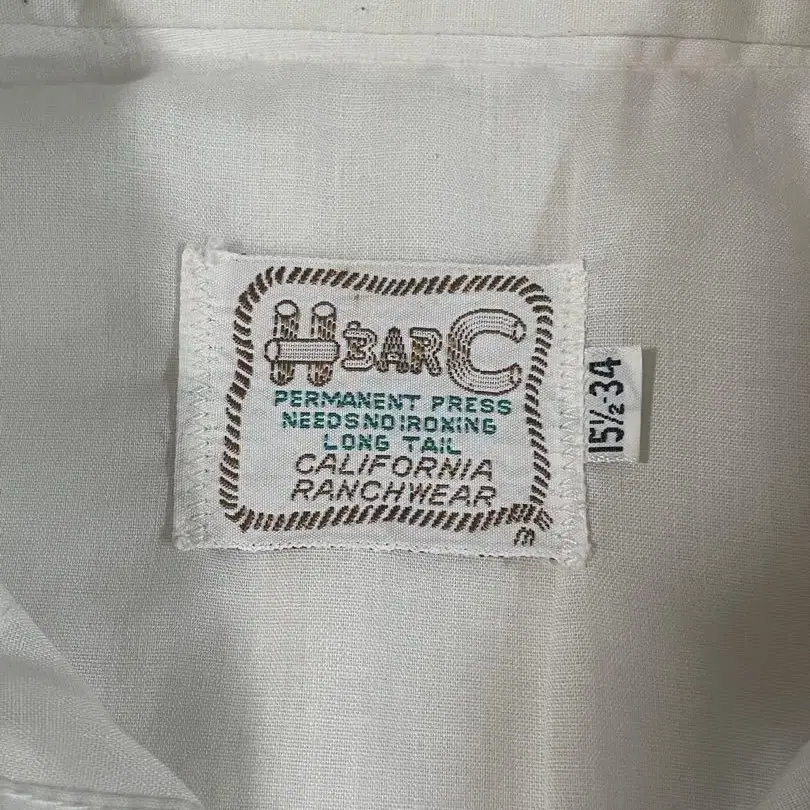 H BAR C
PERMANENT PRESS
NEEDS NO IRONING
LONG TAIL
CALIFORNIA
RANCHWEAR
15½-34